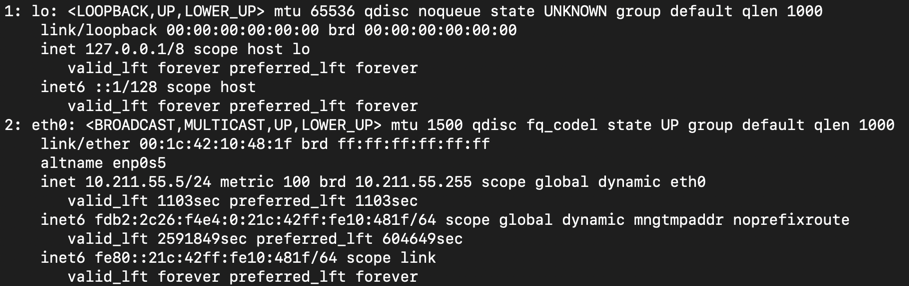 1: lo: <LOOPBACK,UP,LOWER_UP> mtu 65536 qdisc noqueue state UNKNOWN group default qlen 1000
link/loopback 00:00:00:00:00:00 brd 00:00:00:00:00:00
inet 127.0.0.1/8 scope host lo
valid_lft forever preferred_lft forever
inet6 ::1/128 scope host
valid_lft forever preferred_lft forever
2: eth0: <BROADCAST,MULTICAST,UP,LOWER_UP> mtu 1500 qdisc fq_codel state UP group default qlen 1000
link/ether 00:1c:42:10:48:1f brd ff:ff:ff:ff:ff:ff
altname enp0s5
inet 10.211.55.5/24 metric 100 brd 10.211.55.255 scope global dynamic eth0
valid_lft 1103sec preferred_lft 1103sec
inet6 fdb2:2c26:f4e4:0:21c:42ff:fe10:481f/64 scope global dynamic mngtmpaddr noprefixroute
valid_lft 2591849sec preferred_lft 604649sec
inet6 fe80::21c:42ff:fe10:481f/64 scope link
valid_lft forever preferred_lft forever